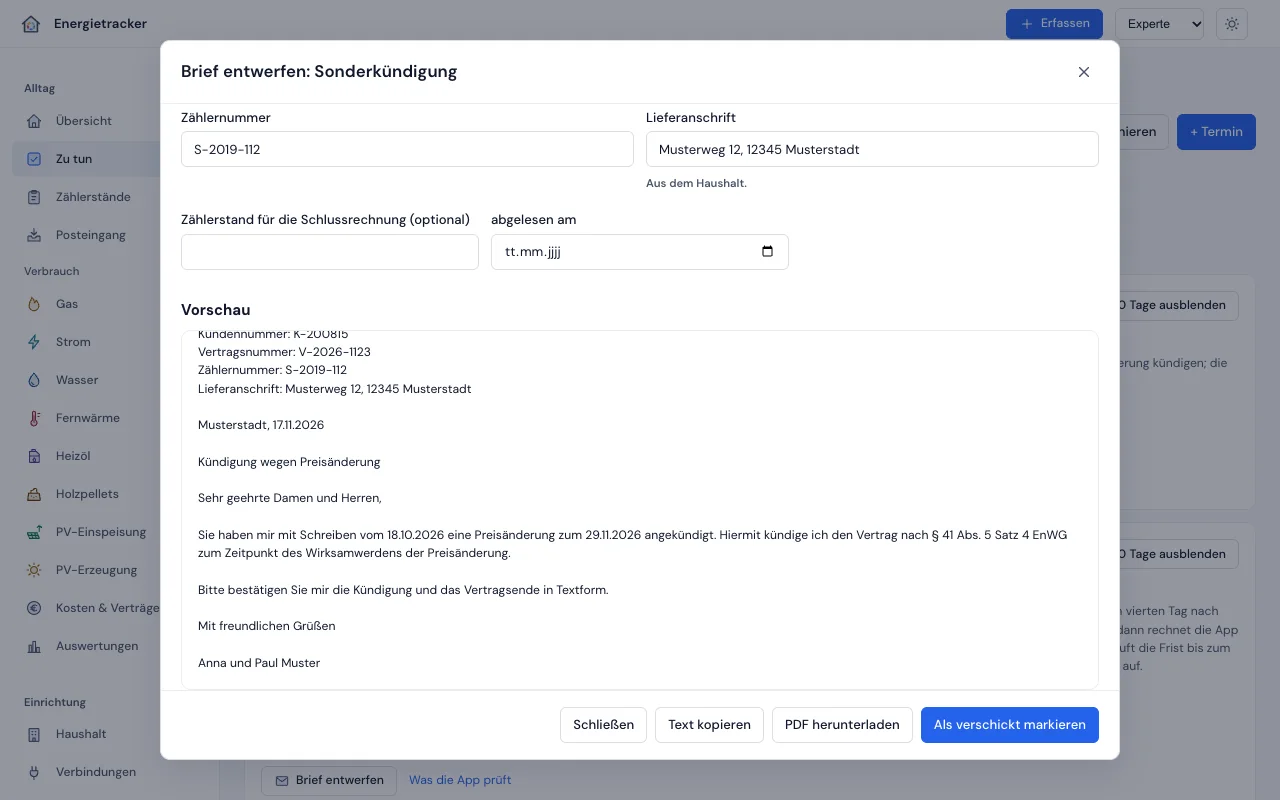 Energietracker
Erfassen
Experte
Alltag
Übersicht
Zu tun
Zählerstände
Posteingang
Verbrauch
Gas
Strom
Wasser
Fernwärme
Heizöl
Holzpellets
PV-Einspeisung
PV-Erzeugung
Kosten & Verträge
Auswertungen
Einrichtung
Haushalt
Verbindungen
+ Termin
Tage ausblenden
kündigen; die
Tage ausblenden
vierten Tag nach
dann rechnet die App
die Frist bis zum
auf.
Brief entwerfen: Sonderkündigung
Zählernummer
S-2019-112
Lieferanschrift
Musterweg 12, 12345 Musterstadt
Aus dem Haushalt.
Zählerstand für die Schlussrechnung (optional)
abgelesen am
tt.mm.jjjj
Vorschau
Kundennummer: K-200815
Vertragsnummer: V-2026-1123
Zählernummer: S-2019-112
Lieferanschrift: Musterweg 12, 12345 Musterstadt
Musterstadt, 17.11.2026
Kündigung wegen Preisänderung
Sehr geehrte Damen und Herren,
Sie haben mir mit Schreiben vom 18.10.2026 eine Preisänderung zum 29.11.2026 angekündigt. Hiermit kündige ich den Vertrag nach § 41 Abs. 5 Satz 4 EnWG
zum Zeitpunkt des Wirksamwerdens der Preisänderung.
Bitte bestätigen Sie mir die Kündigung und das Vertragsende in Textform.
Mit freundlichen Grüßen
Anna und Paul Muster
Schließen
Text kopieren
PDF herunterladen
Als verschickt markieren
Brief entwerfen
Was die App prüft